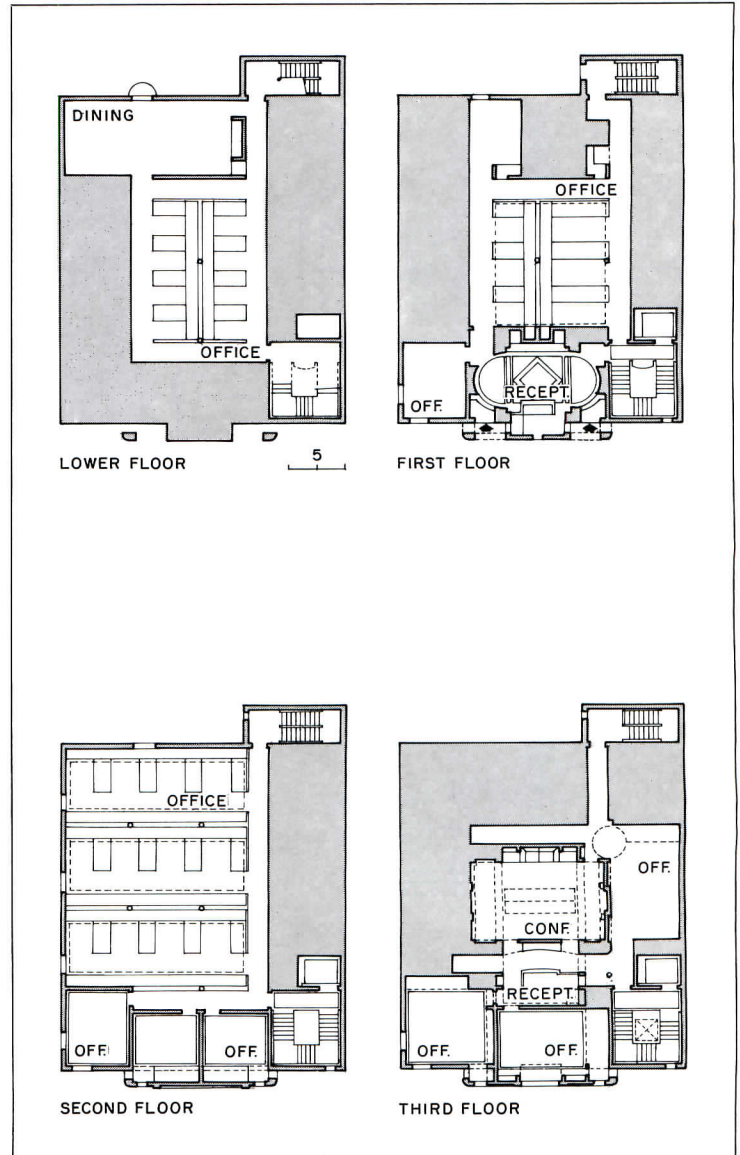 DINING
OFFICE
LOWER FLOOR
5
OFFICE
RECEPT.
OFF.
FIRST FLOOR
OFFICE
OFF.
OFF.
SECOND FLOOR
OFF.
CONF.
RECEPT.
OFF.
OFF.
THIRD FLOOR